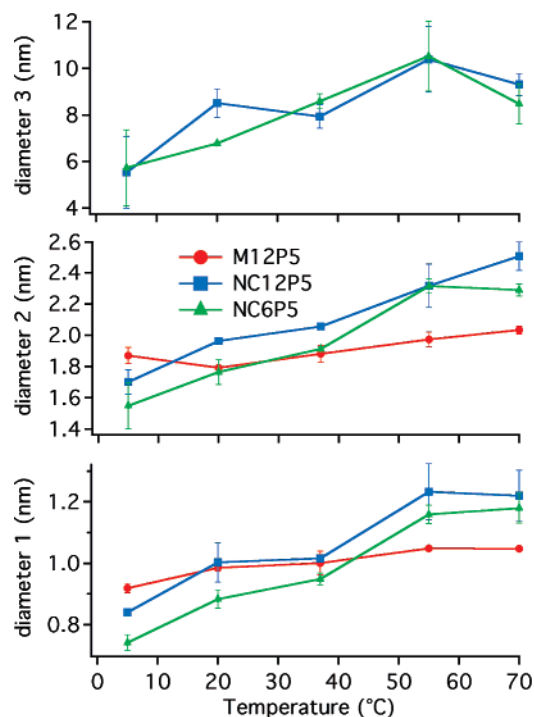 12
10
8
6
4
diameter 3 (nm)
2.6
2.4
2.2
2.0
1.8
1.6
1.4
diameter 2 (nm)
M12P5
NC12P5
NC6P5
1.2
1.0
0.8
diameter 1 (nm)
0 10 20 30 40 50 60 70
Temperature (°C)